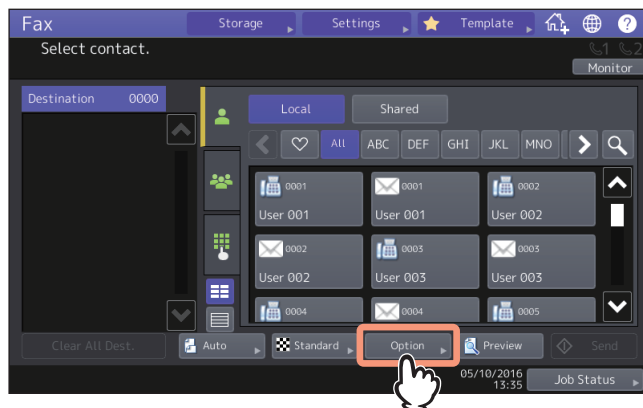 Fax
Storage
Settings
Template
?
Select contact.
1 2
Monitor
Destination 0000
Local
Shared
All
ABC
DEF
GHI
JKL
MNO
0001
User 001
0001
User 001
0002
User 002
0002
User 002
0003
User 003
0003
User 003
0004
0004
0005
Clear All Dest.
Auto
Standard
Option
Preview
Send
05/10/2016
13:35
Job Status